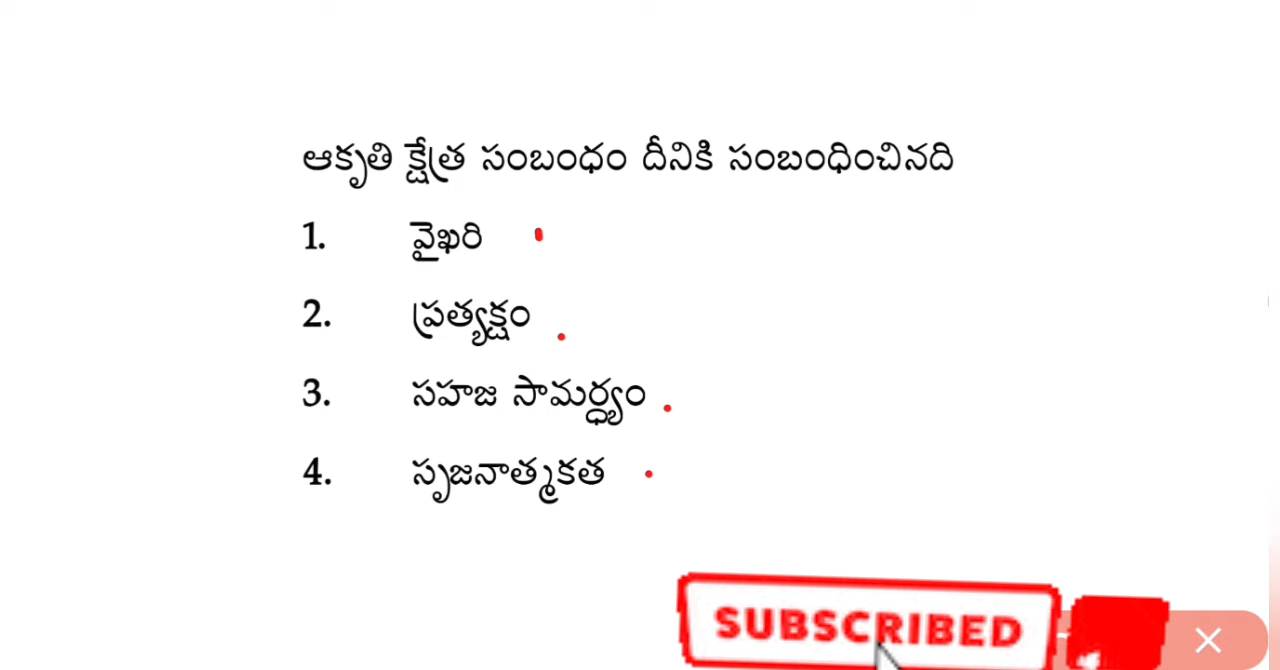 ఆకృతి క్షేత్ర సంబంధం దీనికి సంబంధించినది
1. వైఖరి
2. ప్రత్యక్షం
3. సహజ సామర్థ్యం
4. సృజనాత్మకత
SUBSCRIBED